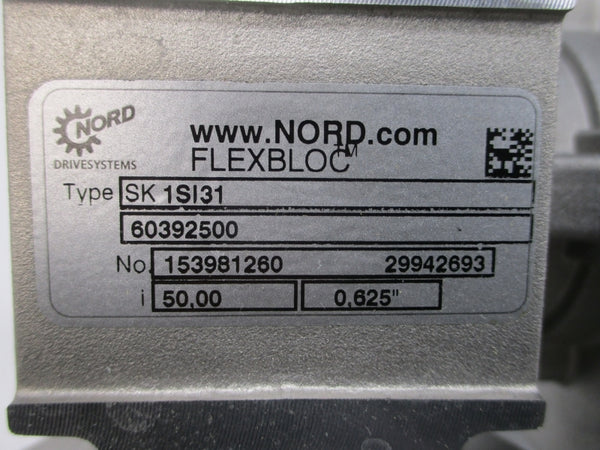 NORD
DRIVESYSTEMS
www.NORD.com
FLEXBLOC™
Type SK 1SI31
60392500
No. 153981260 29942693
i 50,00 0,625"